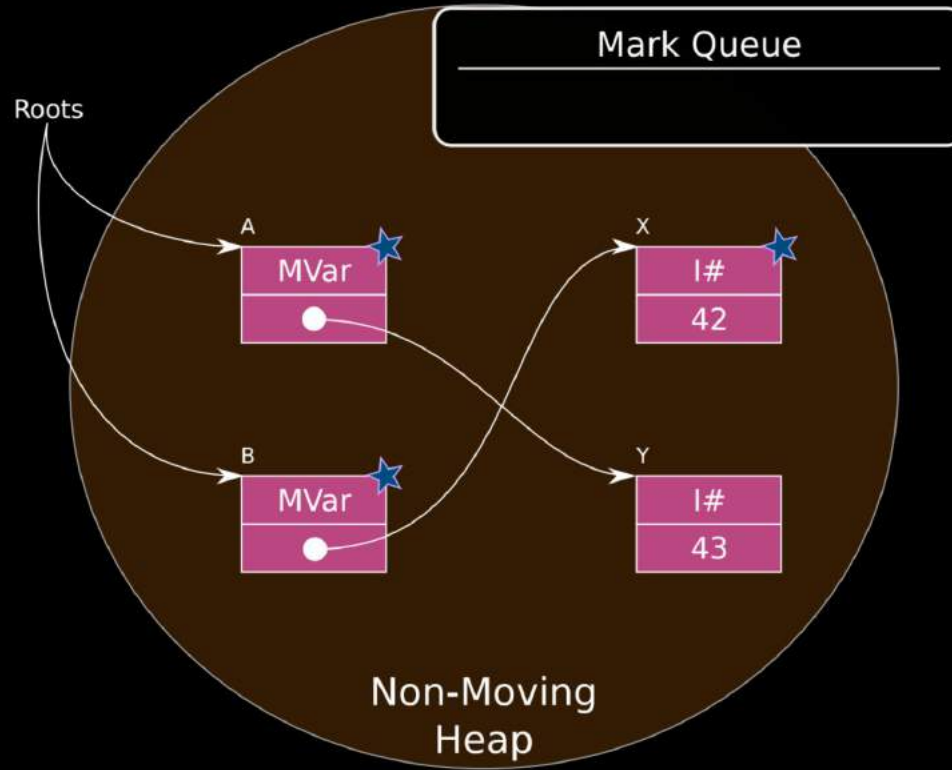 Mark Queue
Roots
A
X
MVar
I#
42
B
Y
MVar
I#
43
Non-Moving
Heap